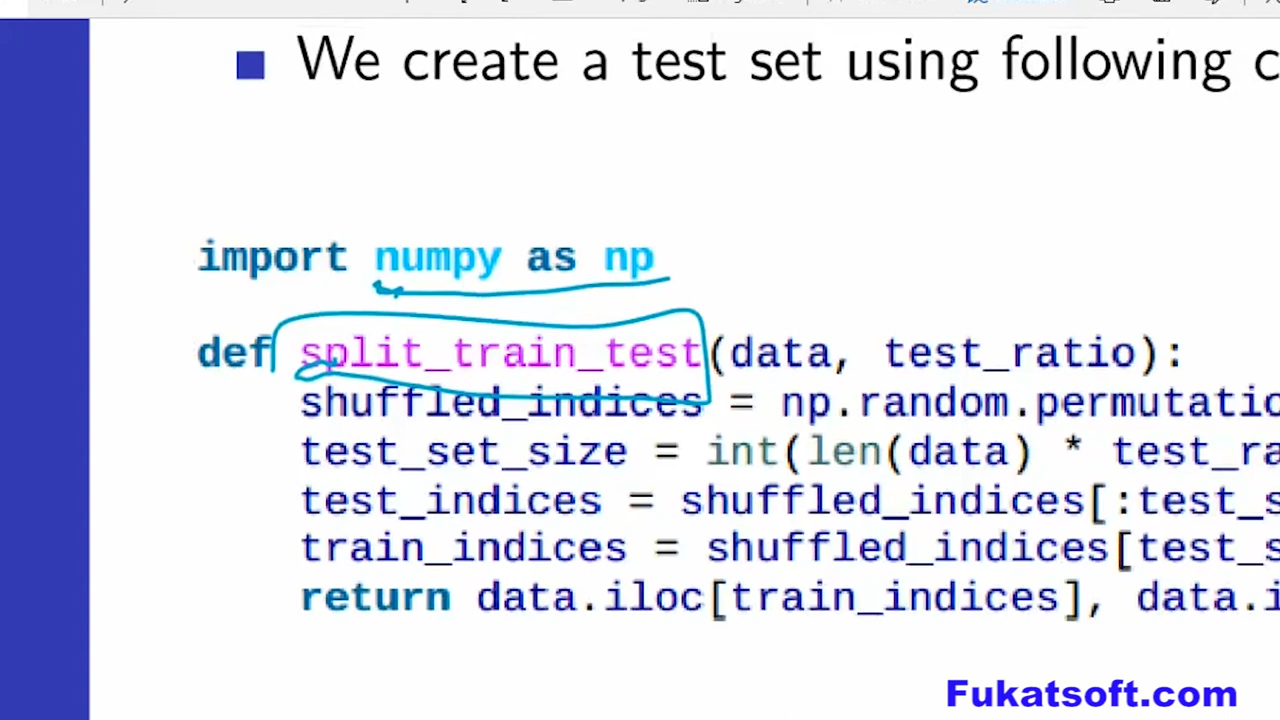 We create a test set using following
import numpy as np
def split_train_test(data, test_ratio):
shuffled_indices = np.random.permutatio
test_set_size = int(len(data) * test_ra
test_indices = shuffled_indices[:test_s
train_indices = shuffled_indices[test_s
return data.iloc[train_indices], data.i
Fukatsoft.com